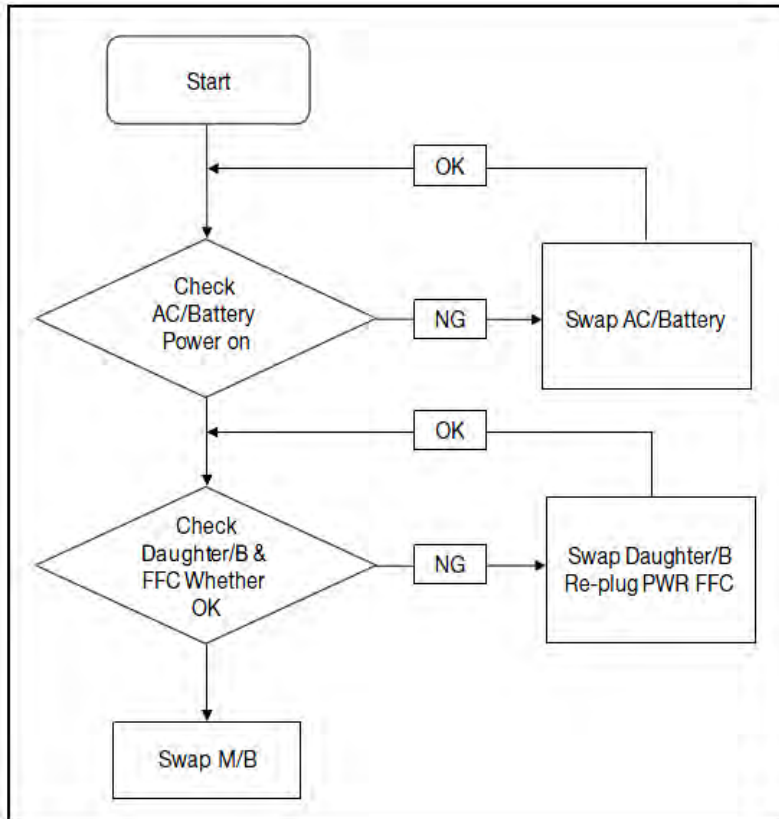 Start
OK
Check
AC/Battery
Power on
NG
Swap AC/Battery
OK
Check
Daughter/B &
FFC Whether
OK
NG
Swap Daughter/B
Re-plug PWR FFC
Swap M/B